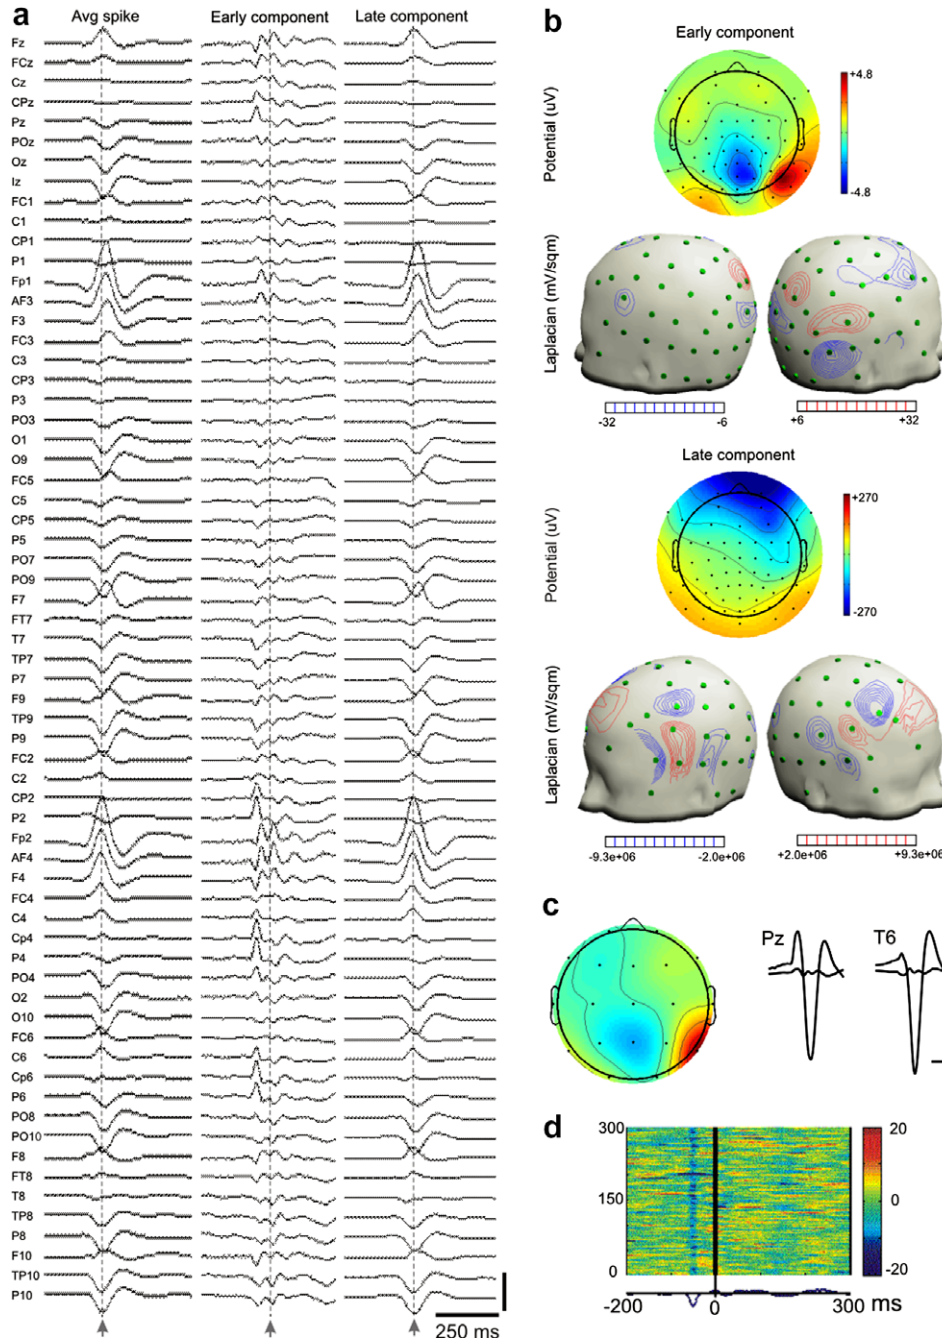 a
Avg spike
Early component
Late component
Fz
FCz
Cz
CPz
Pz
POz
Oz
Iz
FC1
C1
CP1
P1
Fp1
AF3
F3
FC3
C3
CP3
P3
PO3
O1
O9
FC5
C5
CP5
P5
PO7
PO9
F7
FT7
T7
TP7
P7
F9
TP9
P9
FC2
C2
CP2
P2
Fp2
AF4
F4
FC4
C4
Cp4
P4
PO4
O2
O10
FC6
C6
Cp6
P6
PO8
PO10
F8
FT8
T8
TP8
P8
F10
TP10
P10
250 ms
b
Early component
Potential (uV)
+4.8
-4.8
Laplacian (mV/sqm)
-32
-6
+6
+32
Late component
Potential (uV)
+270
-270
Laplacian (mV/sqm)
-9.3e+06
-2.0e+06
+2.0e+06
+9.3e+06
c
Pz
T6
d
300
150
0
20
0
-20
-200
0
300
ms